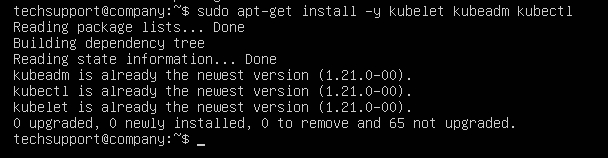 techsupport@company:~$ sudo apt-get install -y kubelet kubeadm kubectl
Reading package lists... Done
Building dependency tree
Reading state information... Done
kubeadm is already the newest version (1.21.0-00).
kubectl is already the newest version (1.21.0-00).
kubelet is already the newest version (1.21.0-00).
0 upgraded, 0 newly installed, 0 to remove and 65 not upgraded.
techsupport@company:~$ _